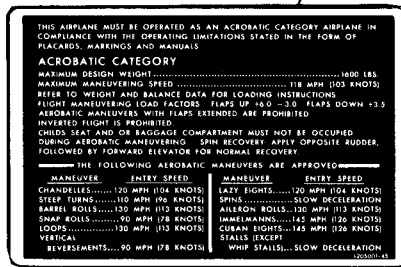 THIS AIRPLANE MUST BE OPERATED AS AN ACROBATIC CATEGORY AIRPLANE IN
COMPLIANCE WITH THE OPERATING LIMITATIONS STATED IN THE FORM OF
PLACARDS, MARKINGS AND MANUALS
ACROBATIC CATEGORY
MAXIMUM DESIGN WEIGHT..........1600 LBS.
MAXIMUM MANEUVERING SPEED..........118 MPH (103 KNOTS)
REFER TO WEIGHT AND BALANCE DATA FOR LOADING INSTRUCTIONS
FLIGHT MANEUVERING LOAD FACTORS FLAPS UP +6.0 -3.0 FLAPS DOWN +3.5
AEROBATIC MANEUVERS WITH FLAPS EXTENDED ARE PROHIBITED
INVERTED FLIGHT IS PROHIBITED.
CHILDS SEAT AND OR BAGGAGE COMPARTMENT MUST NOT BE OCCUPIED
DURING AEROBATIC MANEUVERING SPIN RECOVERY APPLY OPPOSITE RUDDER,
FOLLOWED BY FORWARD ELEVATOR FOR NORMAL RECOVERY.
THE FOLLOWING AEROBATIC MANEUVERS ARE APPROVED
MANEUVER ENTRY SPEED
CHANDELLES......120 MPH (104 KNOTS)
STEEP TURNS.....110 MPH (96 KNOTS)
BARREL ROLLS....130 MPH (113 KNOTS)
SNAP ROLLS......90 MPH (78 KNOTS)
LOOPS...........130 MPH (113 KNOTS)
VERTICAL
REVERSEMENTS....90 MPH (78 KNOTS)
MANEUVER ENTRY SPEED
LAZY EIGHTS....120 MPH (104 KNOTS)
SPINS..........SLOW DECELERATION
AILERON ROLLS..130 MPH (113 KNOTS)
IMMELMANNS.....145 MPH (126 KNOTS)
CUBAN EIGHTS...145 MPH (126 KNOTS)
STALLS (EXCEPT
WHIP STALLS)...SLOW DECELERATION
1205001-45